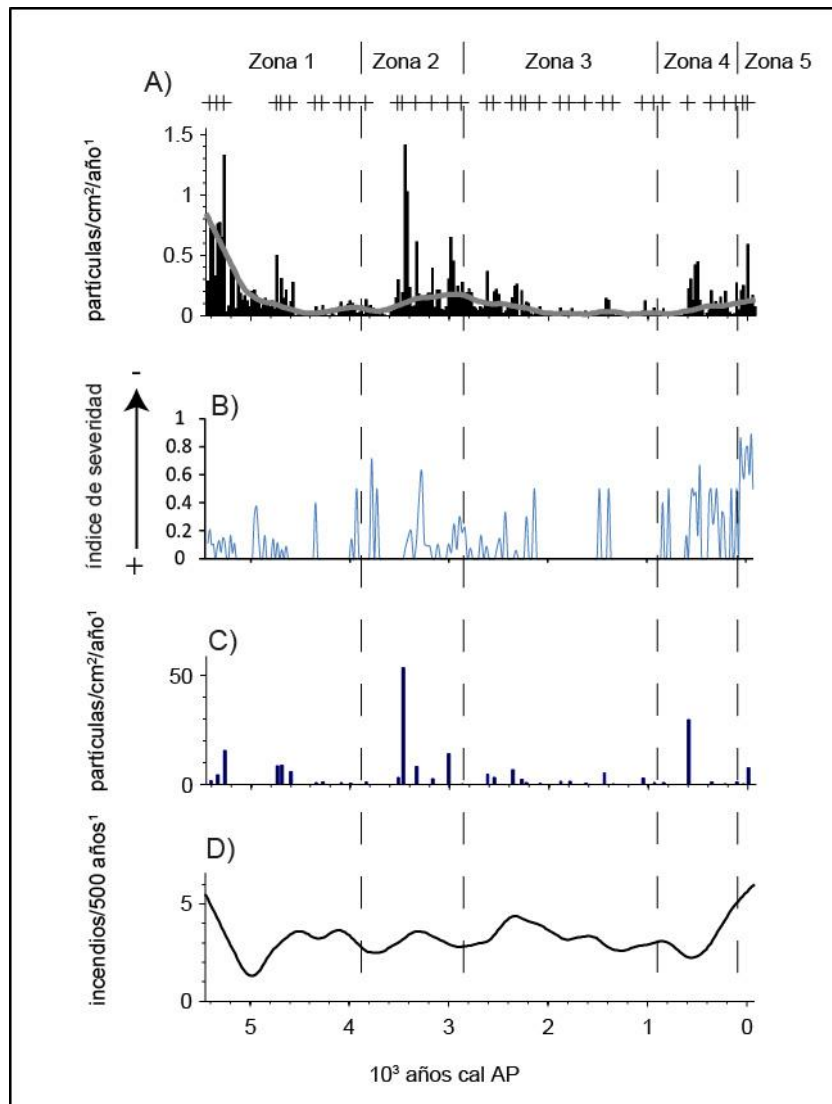 Zona 1 Zona 2 Zona 3 Zona 4 Zona 5
A)
1.5
1
0.5
0
partículas/cm²/año¹
B)
-
+
índice de severidad
1
0.8
0.6
0.4
0.2
0
C)
50
0
partículas/cm²/año¹
D)
5
0
incendios/500 años¹
5 4 3 2 1 0
10³ años cal AP